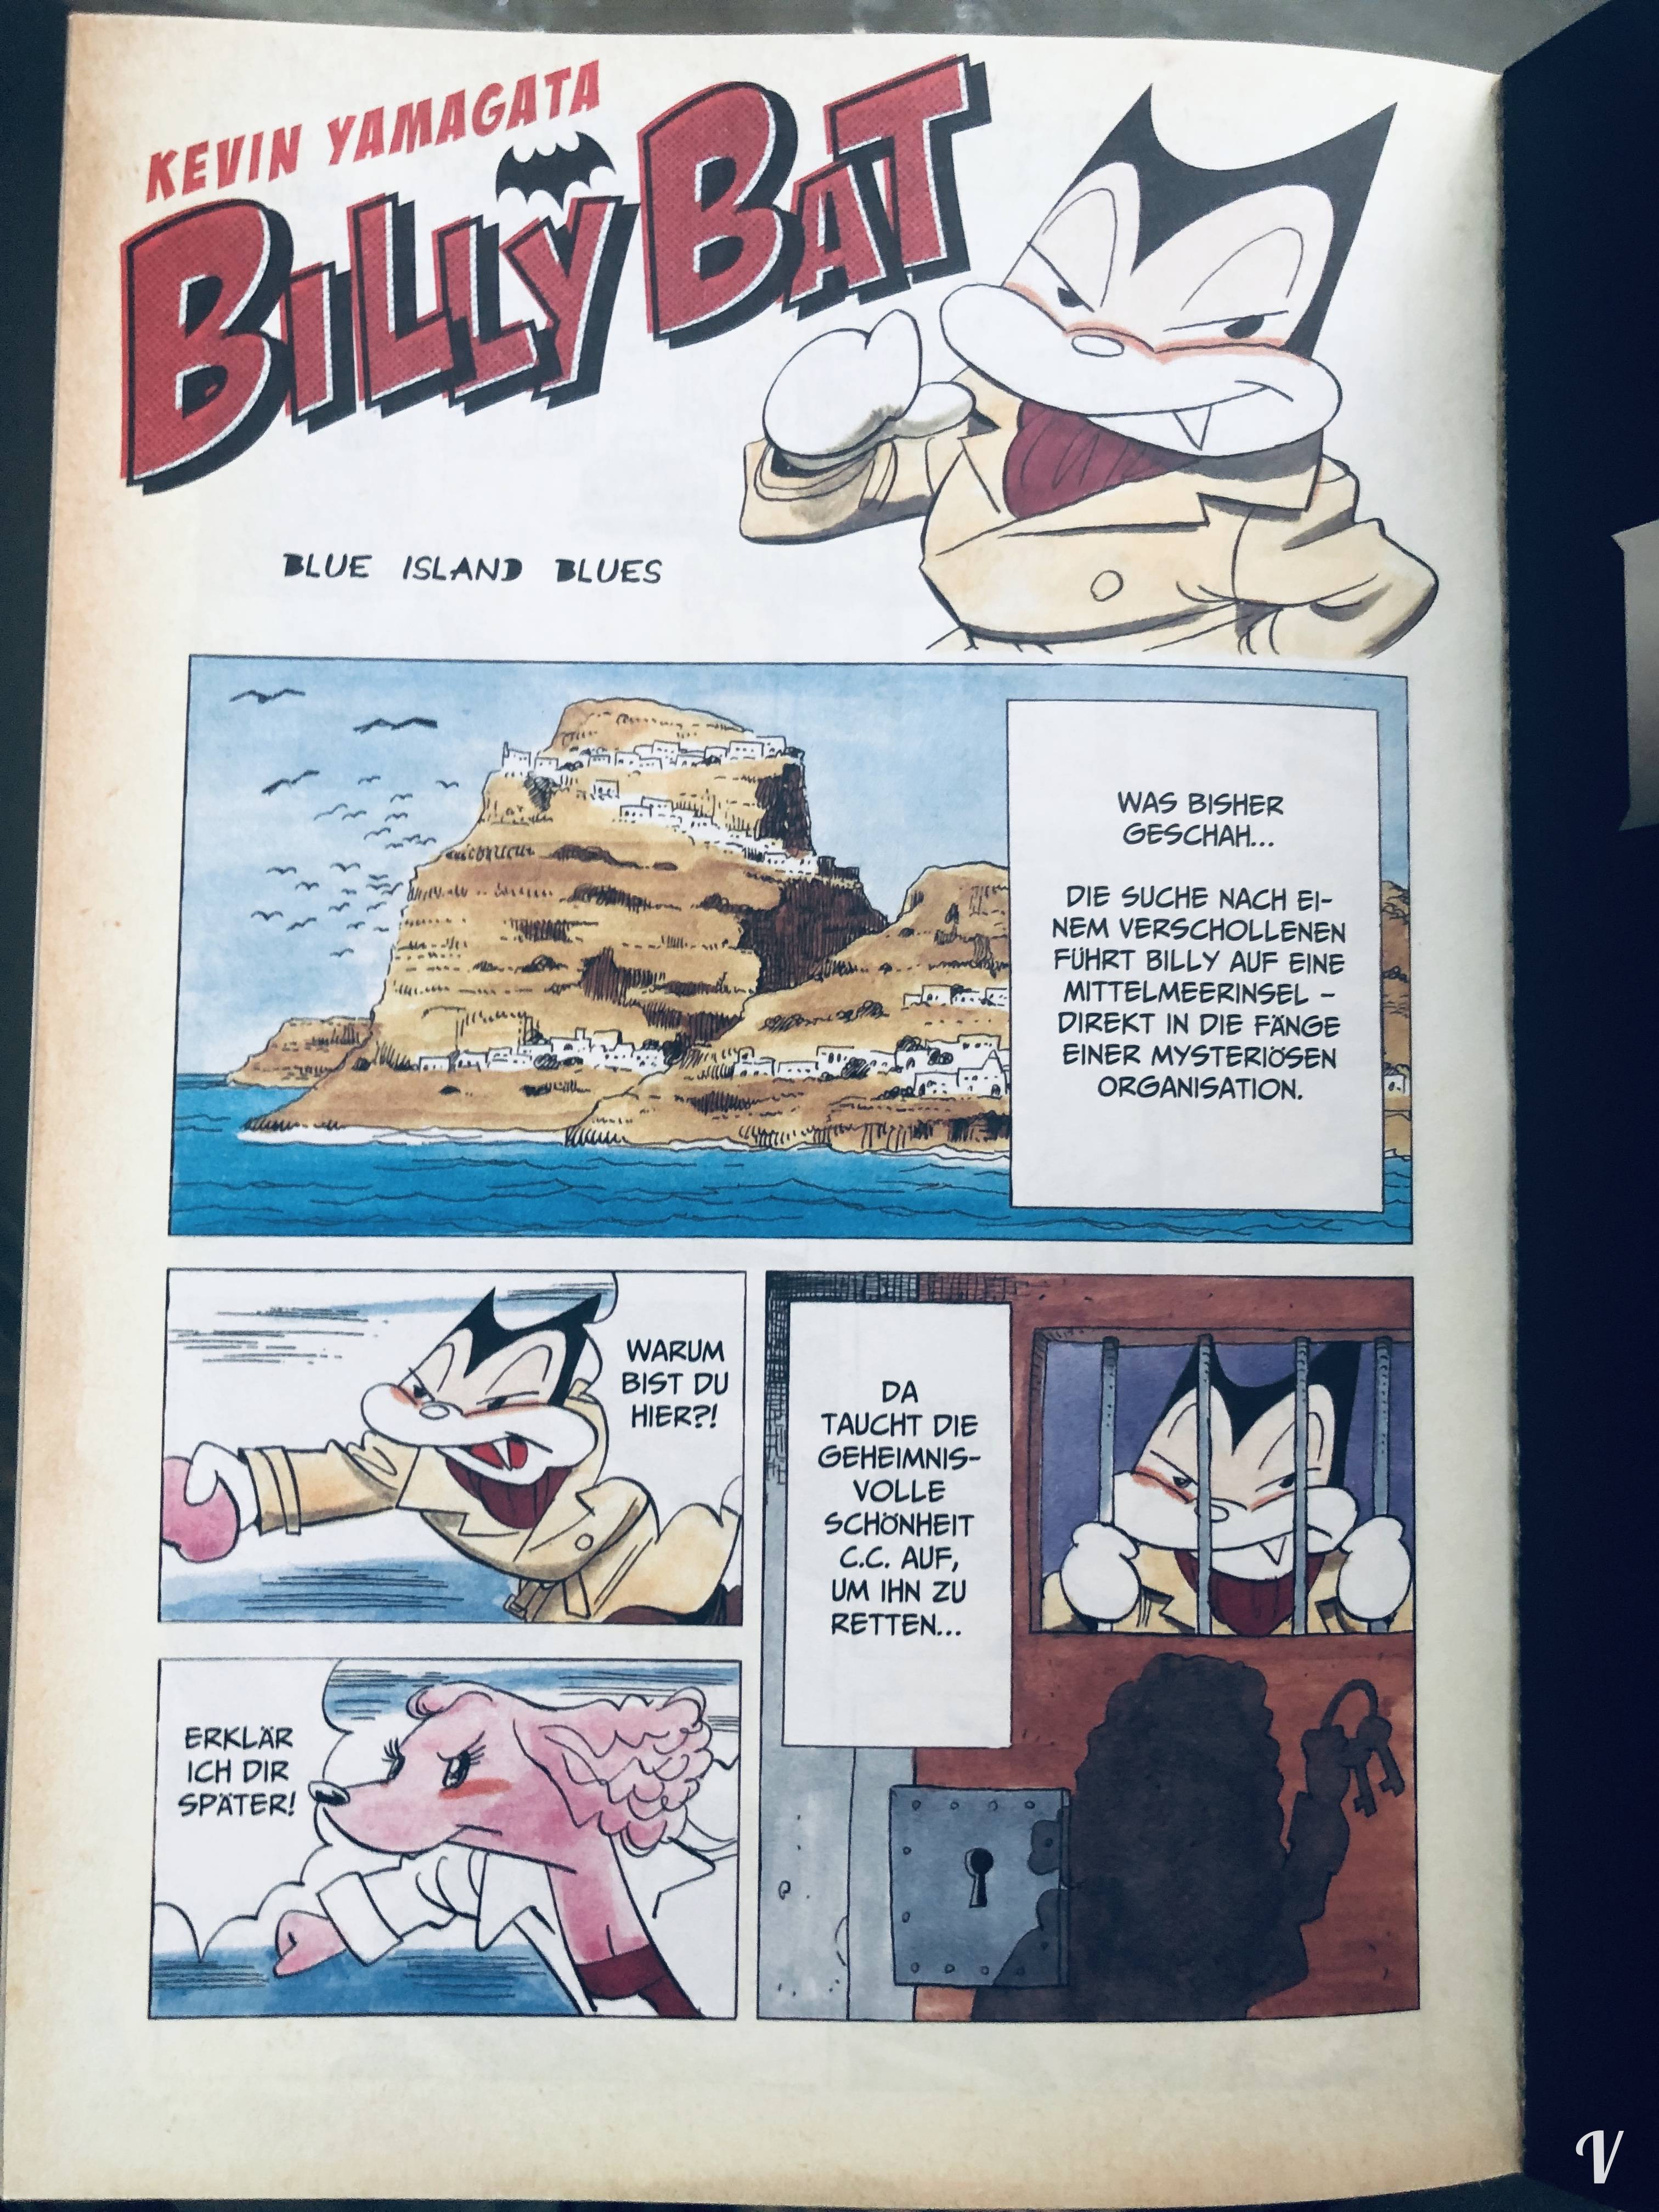 KEVIN YAMAGATA
BILLY BAT
BLUE ISLAND BLUES
WAS BISHER
GESCHAH...
DIE SUCHE NACH EI-
NEM VERSCHOLLENEN
FÜHRT BILLY AUF EINE
MITTELMEERINSEL –
DIREKT IN DIE FÄNGE
EINER MYSTERIÖSEN
ORGANISATION.
DA
TAUCHT DIE
GEHEIMNIS-
VOLLE
SCHÖNHEIT
C.C. AUF,
UM IHN ZU
RETTEN...
WARUM
BIST DU
HIER?!
ERKLÄR
ICH DIR
SPÄTER!
V